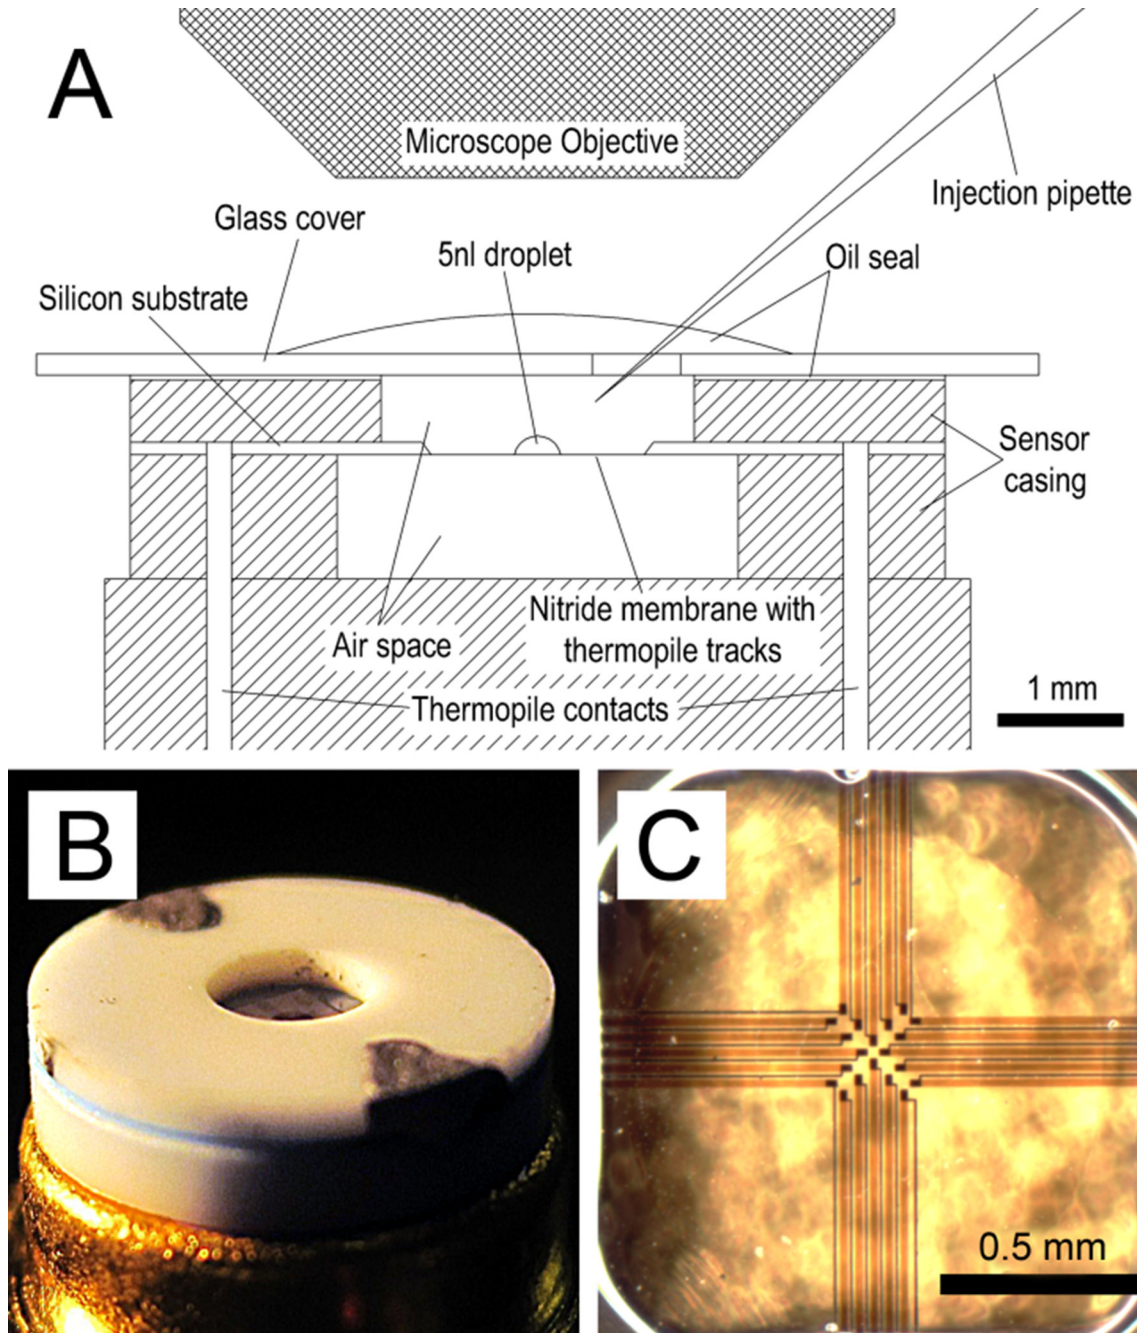 A
Microscope Objective
Injection pipette
Glass cover
5nl droplet
Oil seal
Silicon substrate
Sensor
casing
Nitride membrane with
thermopile tracks
Air space
Thermopile contacts
1 mm
B
C
0.5 mm